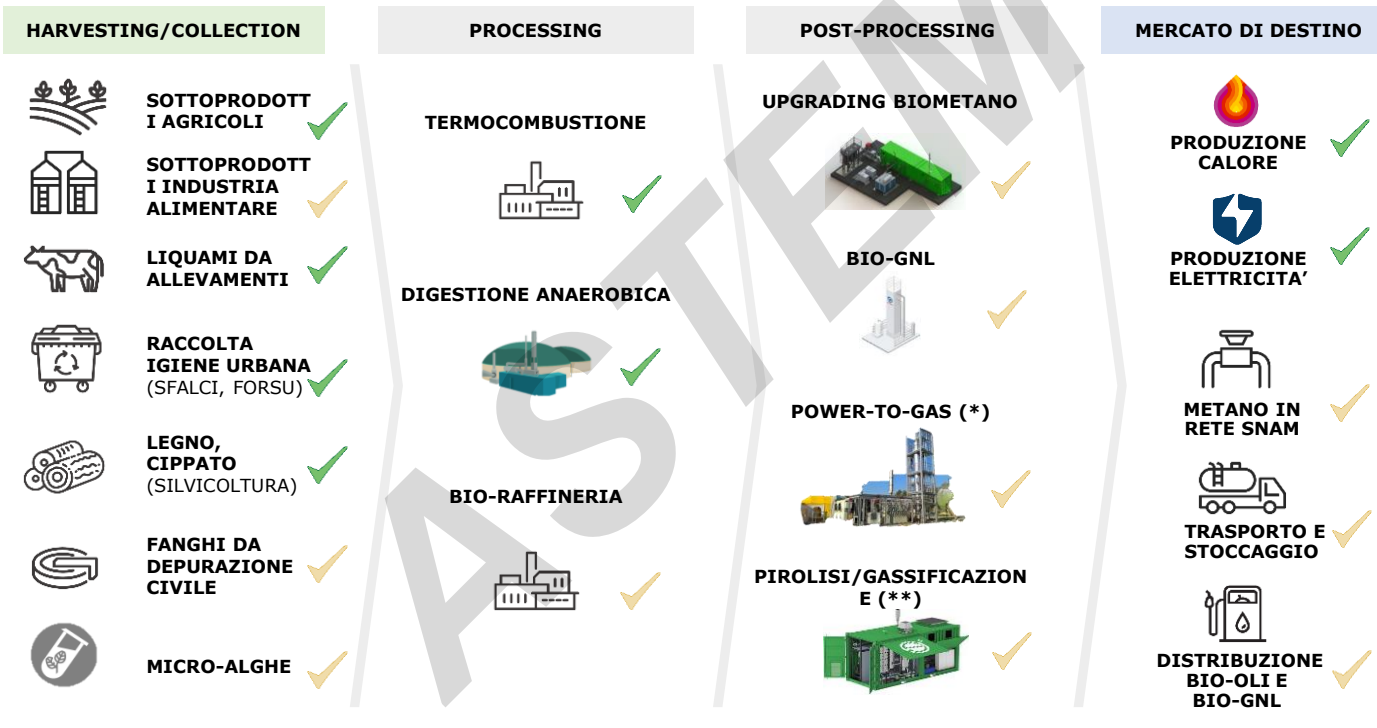 HARVESTING/COLLECTION
SOTTOPRODOTT
I AGRICOLI
SOTTOPRODOTT
I INDUSTRIA
ALIMENTARE
LIQUAMI DA
ALLEVAMENTI
RACCOLTA
IGIENE URBANA
(SFALCI, FORSU)
LEGNO,
CIPPATO
(SILVICOLTURA)
FANGHI DA
DEPURAZIONE
CIVILE
MICRO-ALGHE
PROCESSING
TERMOCOMBUSTIONE
DIGESTIONE ANAEROBICA
BIO-RAFFINERIA
POST-PROCESSING
UPGRADING BIOMETANO
BIO-GNL
POWER-TO-GAS (*)
PIROLISI/GASSIFICAZION
E (**)
MERCATO DI DESTINO
PRODUZIONE
CALORE
PRODUZIONE
ELETTRICITA’
METANO IN
RETE SNAM
TRASPORTO E
STOCCAGGIO
DISTRIBUZIONE
BIO-OLI E
BIO-GNL
ASTEM